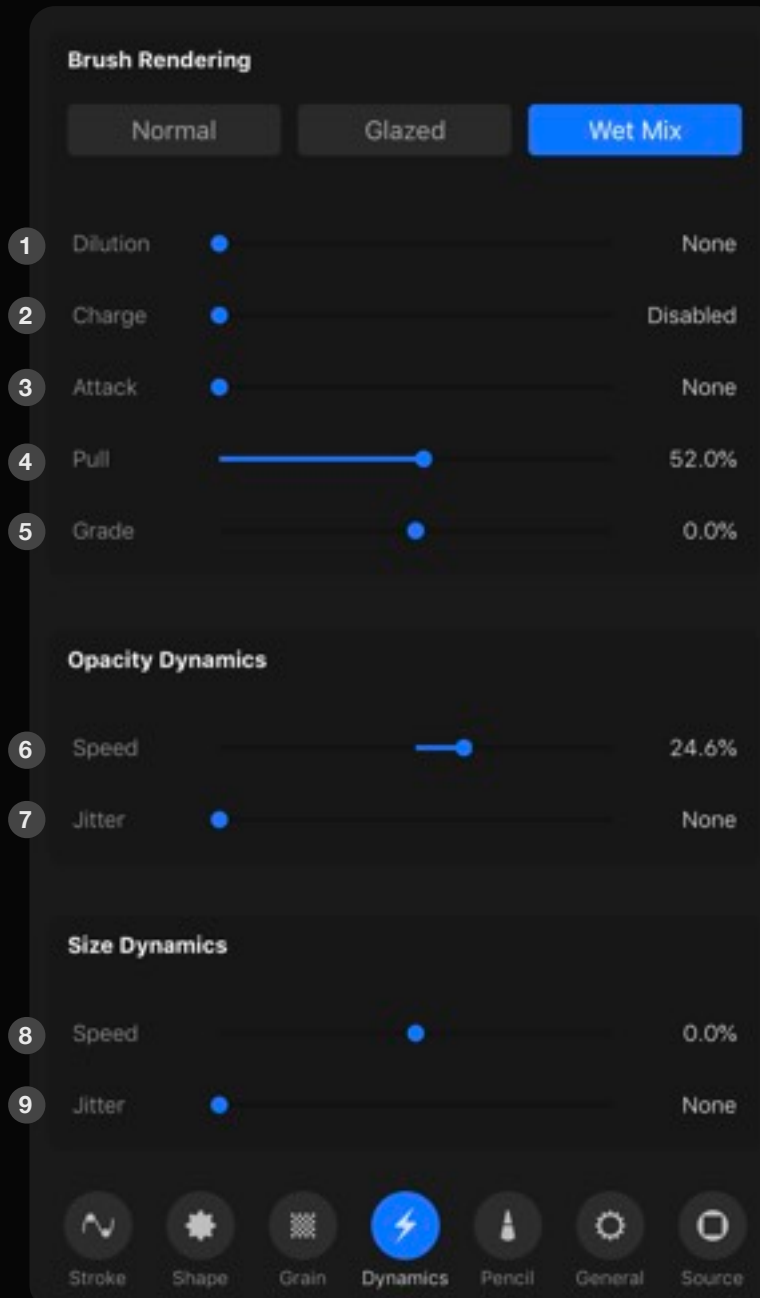 Brush Rendering
Normal Glazed Wet Mix
1 Dilution None
2 Charge Disabled
3 Attack None
4 Pull 52.0%
5 Grade 0.0%
Opacity Dynamics
6 Speed 24.6%
7 Jitter None
Size Dynamics
8 Speed 0.0%
9 Jitter None
Stroke Shape Grain Dynamics Pencil General Source